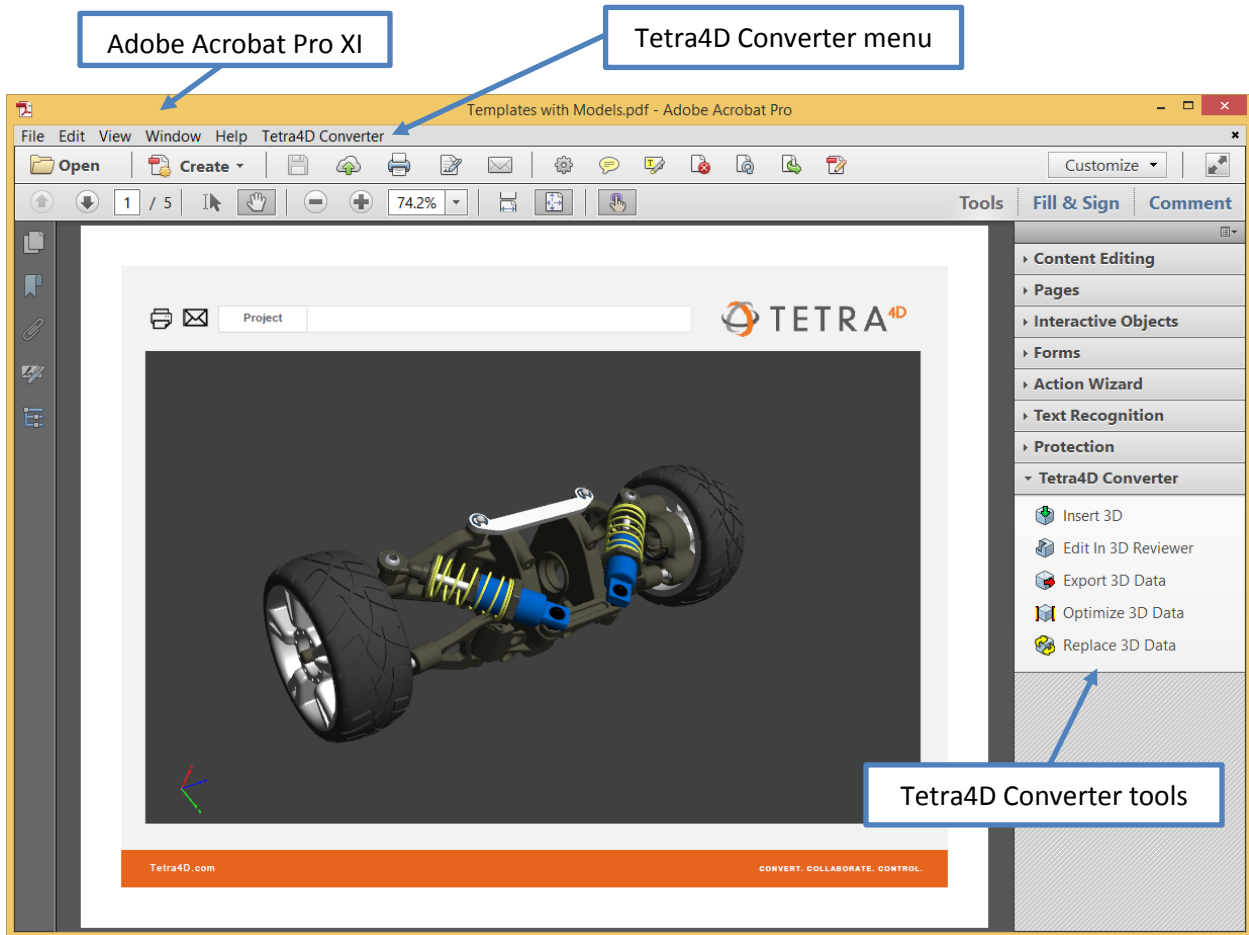 Adobe Acrobat Pro XI
Tetra4D Converter menu
Templates with Models.pdf - Adobe Acrobat Pro
File Edit View Window Help Tetra4D Converter
Open Create Customize
1 / 5 74.2% Tools Fill & Sign Comment
Content Editing
Pages
Interactive Objects
Forms
Action Wizard
Text Recognition
Protection
Tetra4D Converter
Insert 3D
Edit In 3D Reviewer
Export 3D Data
Optimize 3D Data
Replace 3D Data
Project
TETRA4D
Tetra4D Converter tools
Tetra4D.com CONVERT. COLLABORATE. CONTROL.